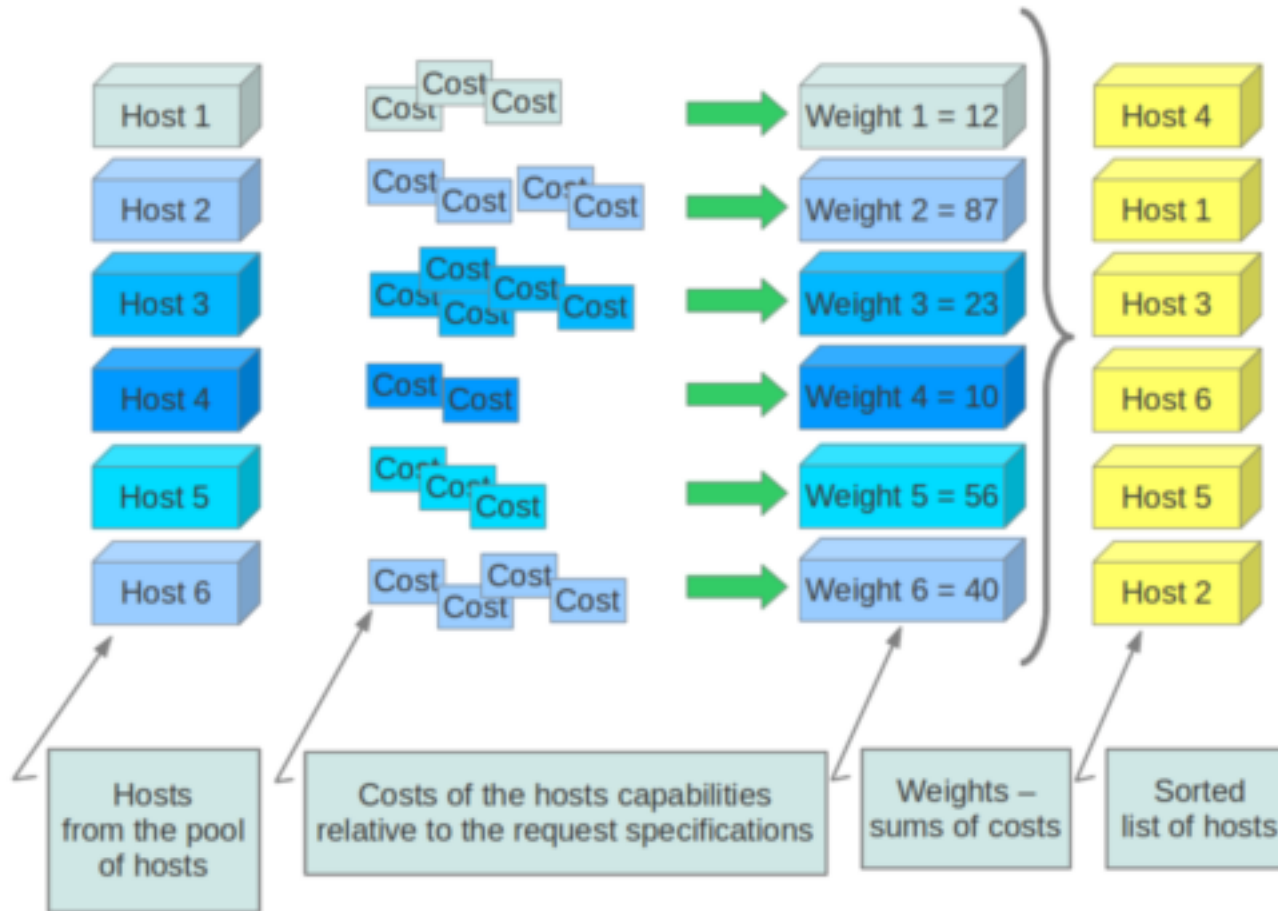 Host 1
Cost
Cost
Cost
Weight 1 = 12
Host 4
Host 2
Cost
Cost
Cost
Cost
Weight 2 = 87
Host 1
Host 3
Cost
Cost
Cost
Cost
Cost
Weight 3 = 23
Host 3
Host 4
Cost
Cost
Weight 4 = 10
Host 6
Host 5
Cost
Cost
Cost
Weight 5 = 56
Host 5
Host 6
Cost
Cost
Cost
Cost
Weight 6 = 40
Host 2
Hosts
from the pool
of hosts
Costs of the hosts capabilities
relative to the request specifications
Weights –
sums of costs
Sorted
list of hosts